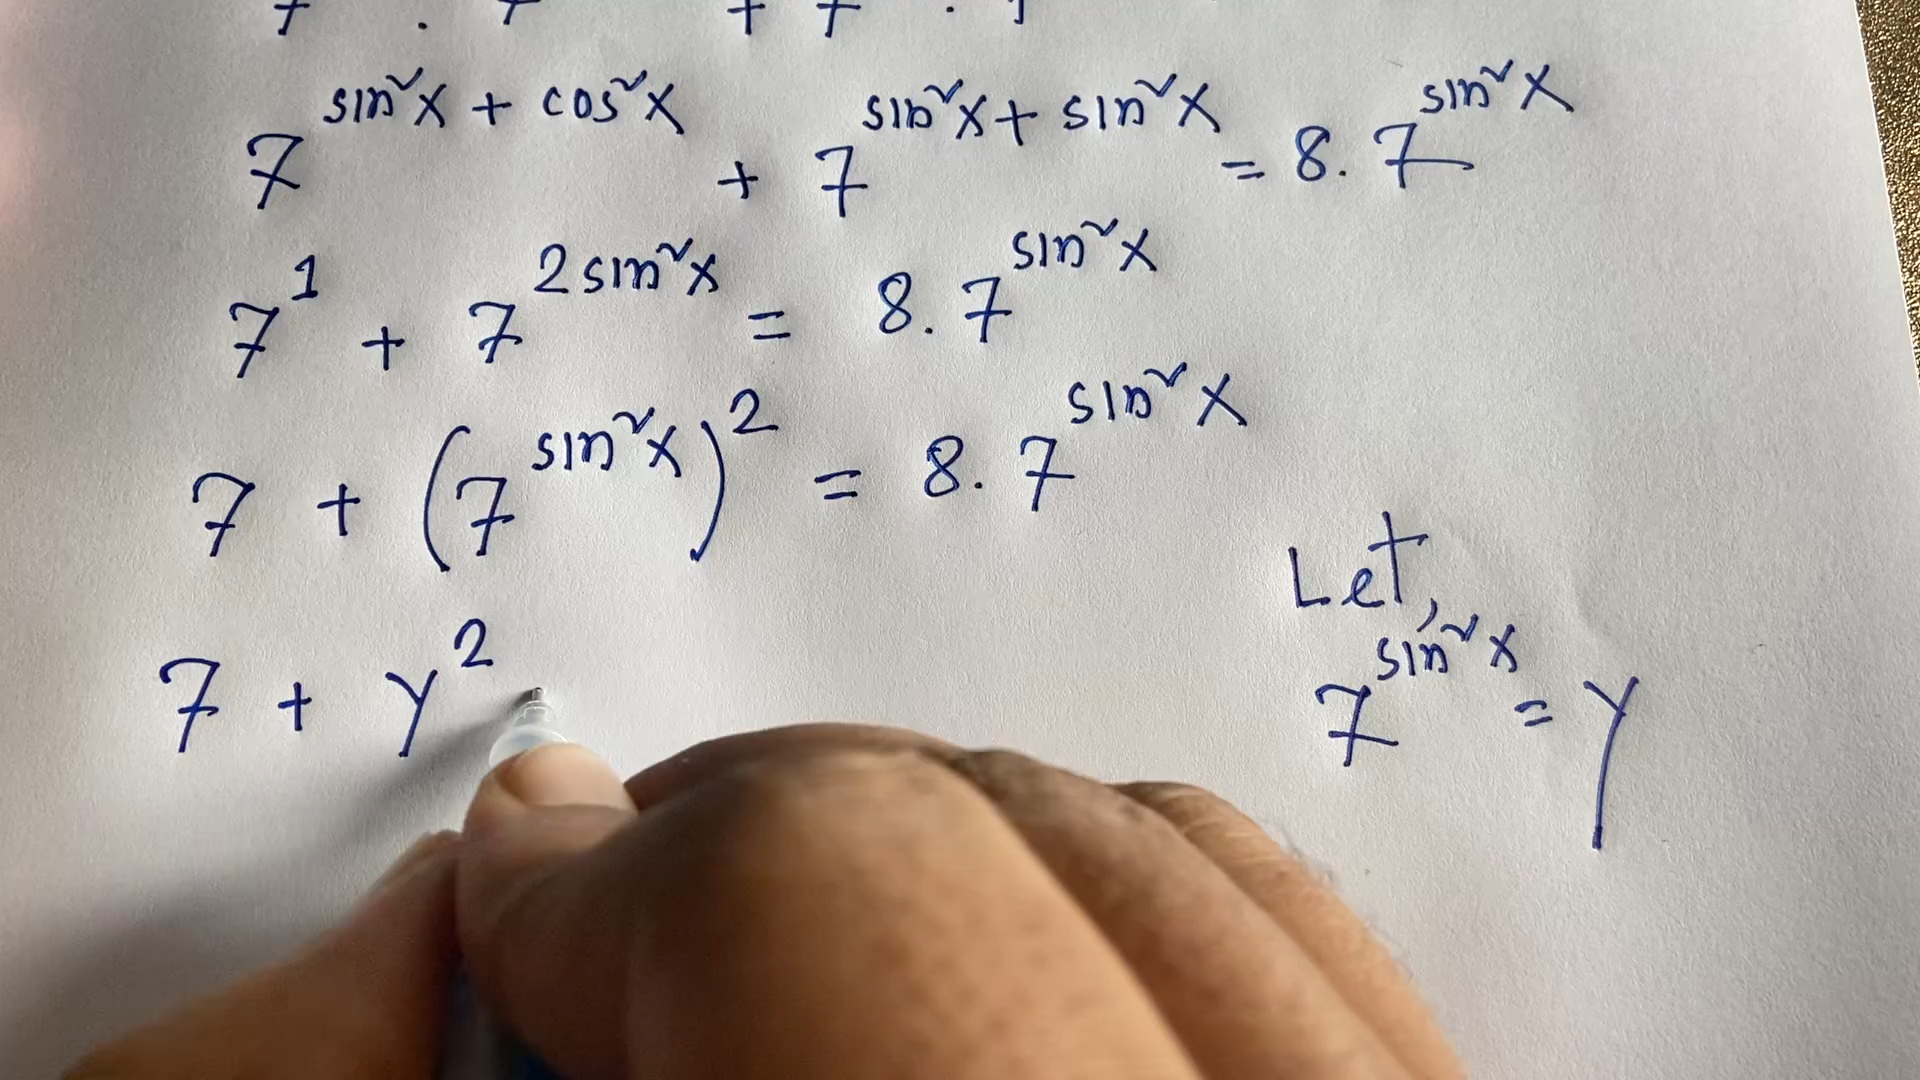 7^(sin²x + cos²x) + 7^(sin²x + sin²x) = 8.7^(sin²x)
7^1 + 7^(2sin²x) = 8.7^(sin²x)
7 + (7^(sin²x))^2 = 8.7^(sin²x)
Let,
7^(sin²x) = y
7 + y^2